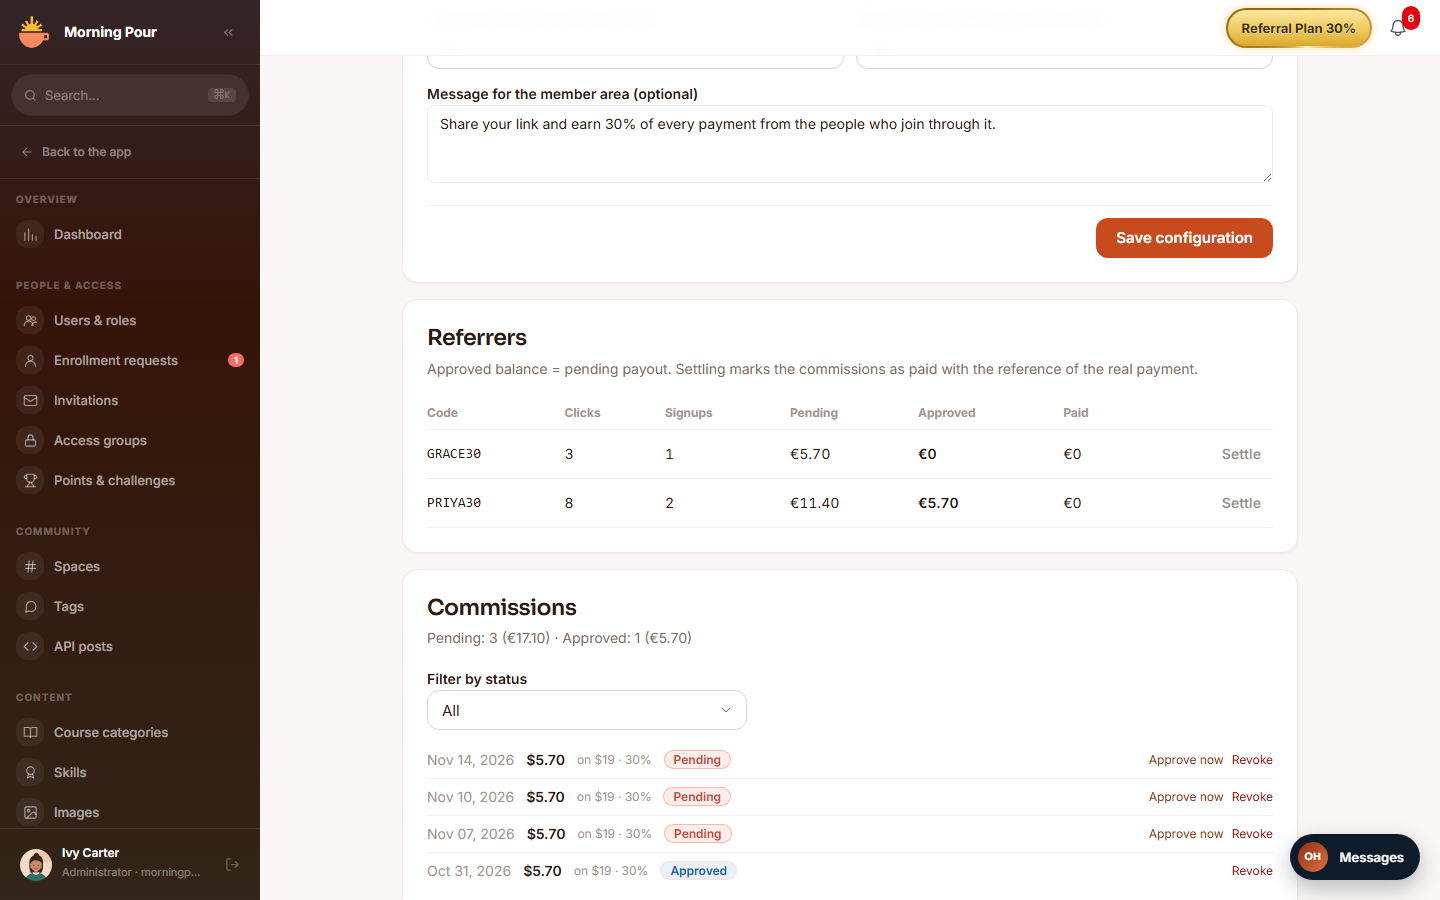 Morning Pour
Search...
⌘K
Back to the app
OVERVIEW
Dashboard
PEOPLE & ACCESS
Users & roles
Enrollment requests 1
Invitations
Access groups
Points & challenges
COMMUNITY
Spaces
Tags
API posts
CONTENT
Course categories
Skills
Images
Ivy Carter
Administrator · morningp...
Referral Plan 30%
6
Message for the member area (optional)
Share your link and earn 30% of every payment from the people who join through it.
Save configuration
Referrers
Approved balance = pending payout. Settling marks the commissions as paid with the reference of the real payment.
Code Clicks Signups Pending Approved Paid
GRACE30 3 1 €5.70 €0 €0 Settle
PRIYA30 8 2 €11.40 €5.70 €0 Settle
Commissions
Pending: 3 (€17.10) · Approved: 1 (€5.70)
Filter by status
All
Nov 14, 2026 $5.70 on $19 · 30% Pending Approve now Revoke
Nov 10, 2026 $5.70 on $19 · 30% Pending Approve now Revoke
Nov 07, 2026 $5.70 on $19 · 30% Pending Approve now Revoke
Oct 31, 2026 $5.70 on $19 · 30% Approved Revoke
OH Messages